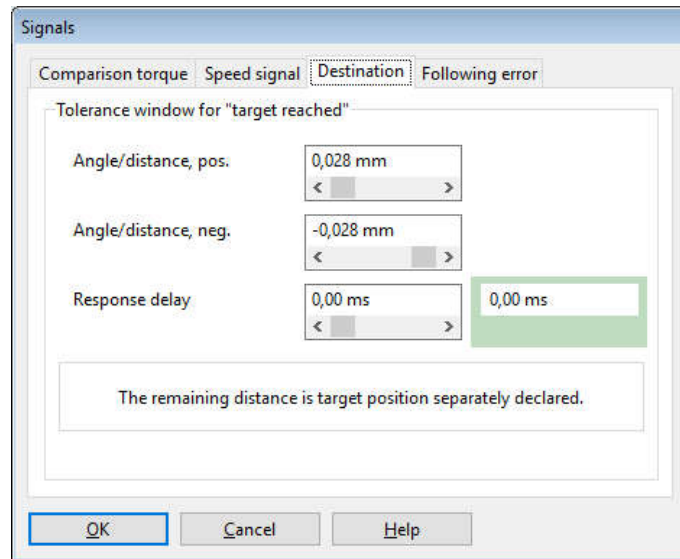 Signals
Comparison torque Speed signal Destination Following error
Tolerance window for "target reached"
Angle/distance, pos. 0,028 mm
Angle/distance, neg. -0,028 mm
Response delay 0,00 ms 0,00 ms
The remaining distance is target position separately declared.
OK Cancel Help